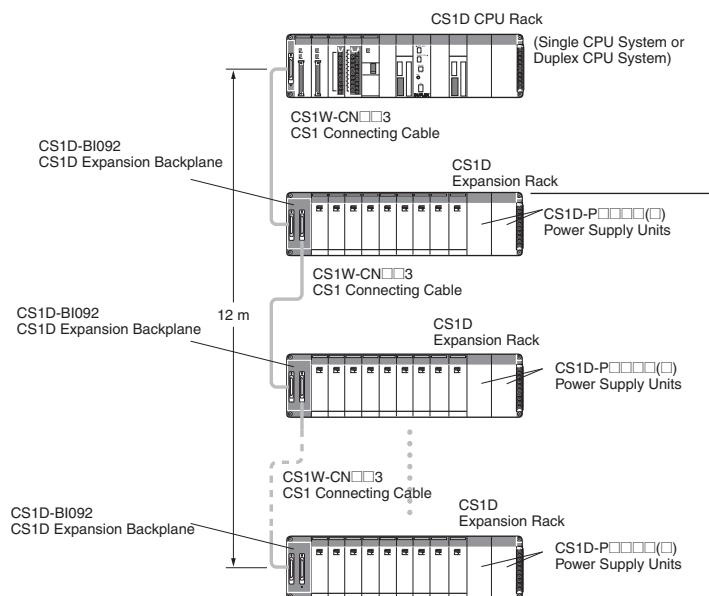 CS1D CPU Rack
(Single CPU System or
Duplex CPU System)
CS1W-CN□□3
CS1 Connecting Cable
CS1D-BI092
CS1D Expansion Backplane
CS1D
Expansion Rack
CS1D-P□□□□(□)
Power Supply Units
CS1W-CN□□3
CS1 Connecting Cable
CS1D-BI092
CS1D Expansion Backplane
12 m
CS1D
Expansion Rack
CS1D-P□□□□(□)
Power Supply Units
CS1W-CN□□3
CS1 Connecting Cable
CS1D-BI092
CS1D Expansion Backplane
CS1D
Expansion Rack
CS1D-P□□□□(□)
Power Supply Units